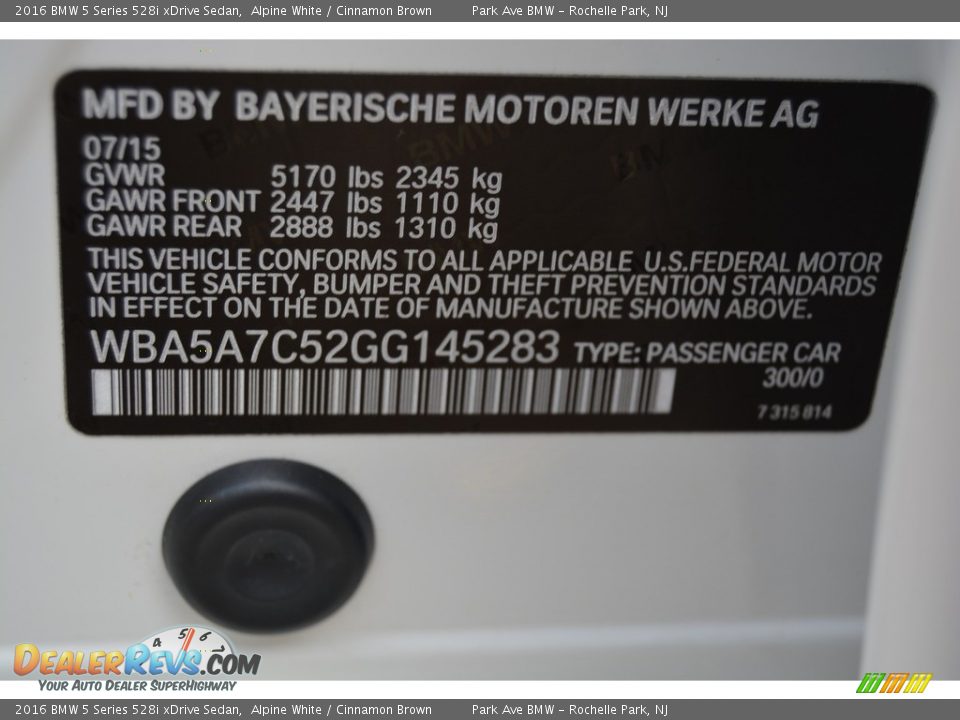 2016 BMW 5 Series 528i xDrive Sedan,  Alpine White / Cinnamon Brown   Park Ave BMW – Rochelle Park, NJ
MFD BY BAYERISCHE MOTOREN WERKE AG
07/15
GVWR 5170 lbs 2345 kg
GAWR FRONT 2447 lbs 1110 kg
GAWR REAR 2888 lbs 1310 kg
THIS VEHICLE CONFORMS TO ALL APPLICABLE U.S.FEDERAL MOTOR
VEHICLE SAFETY, BUMPER AND THEFT PREVENTION STANDARDS
IN EFFECT ON THE DATE OF MANUFACTURE SHOWN ABOVE.
WBA5A7C52GG145283 TYPE: PASSENGER CAR
300/0
7 315 814
4 5 6 7
DEALERREVS.COM
YOUR AUTO DEALER SUPERHIGHWAY
2016 BMW 5 Series 528i xDrive Sedan,  Alpine White / Cinnamon Brown   Park Ave BMW – Rochelle Park, NJ